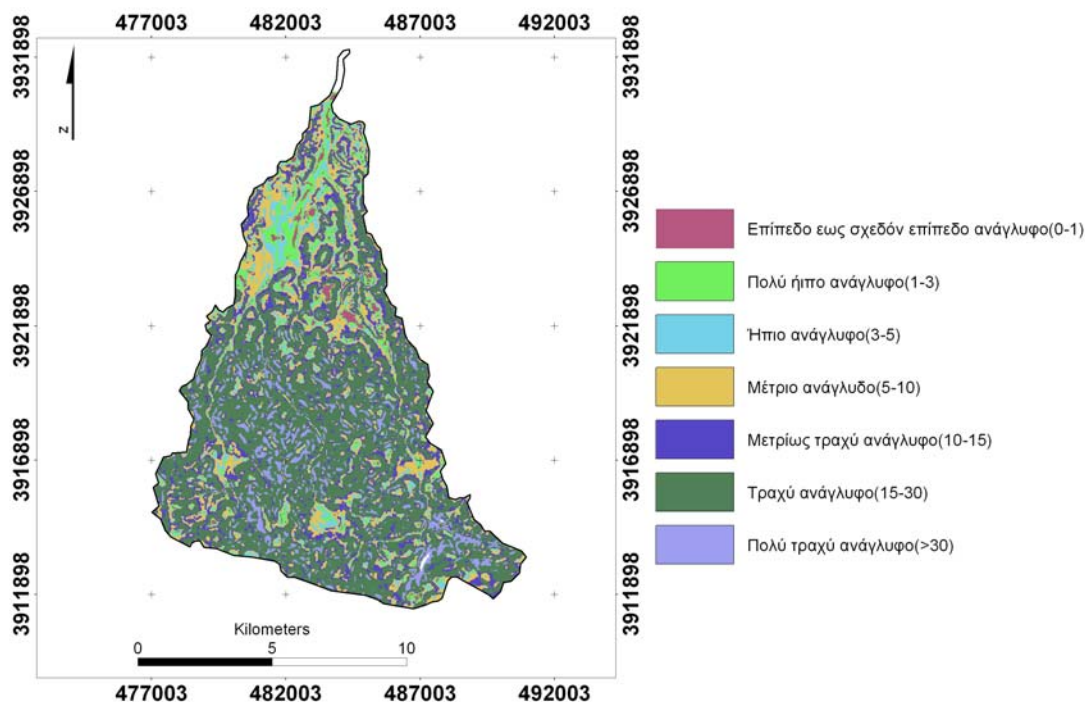 477003 482003 487003 492003
3931898 3931898
3926898 3926898
3921898 3921898
3916898 3916898
3911898 3911898
z
Kilometers
0 5 10
477003 482003 487003 492003
Επίπεδο εως σχεδόν επίπεδο ανάγλυφο(0-1)
Πολύ ήιπο ανάγλυφο(1-3)
Ήπιο ανάγλυφο(3-5)
Μέτριο ανάγλυδο(5-10)
Μετρίως τραχύ ανάγλυφο(10-15)
Τραχύ ανάγλυφο(15-30)
Πολύ τραχύ ανάγλυφο(>30)